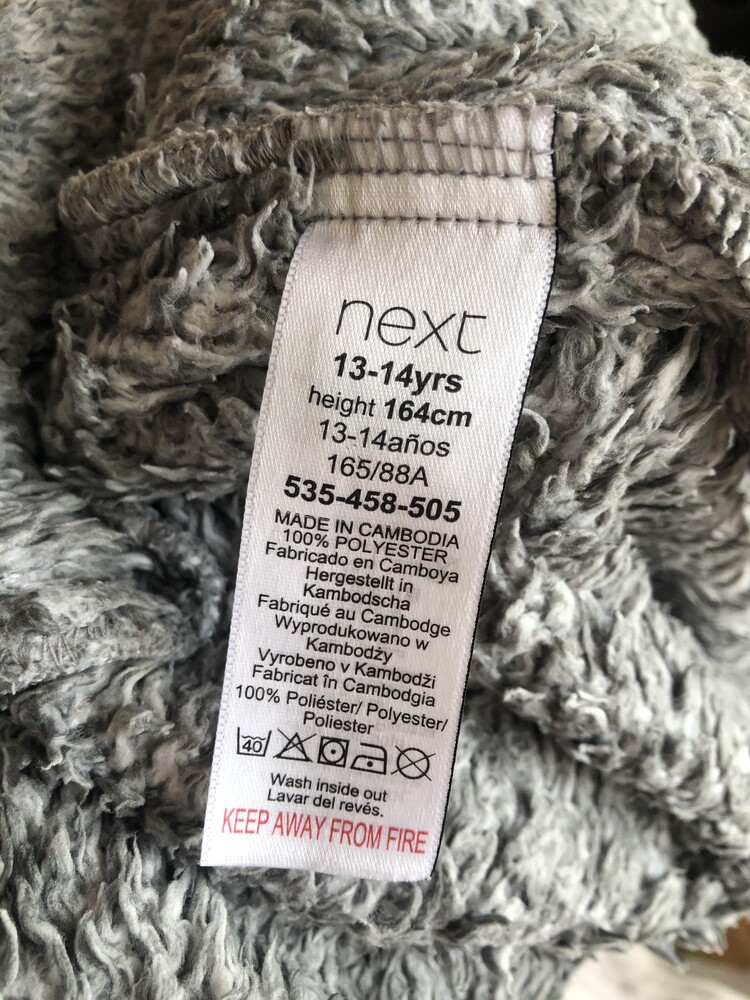 next
13-14yrs
height 164cm
13-14años
165/88A
535-458-505
MADE IN CAMBODIA
100% POLYESTER
Fabricado en Camboya
Hergestellt in
Kambodscha
Fabriqué au Cambodge
Wyprodukowano w
Kambodży
Vyrobeno v Kambodži
Fabricat în Cambodgia
100% Poliéster/ Polyester/
Poliester
40
Wash inside out
Lavar del revés.
KEEP AWAY FROM FIRE